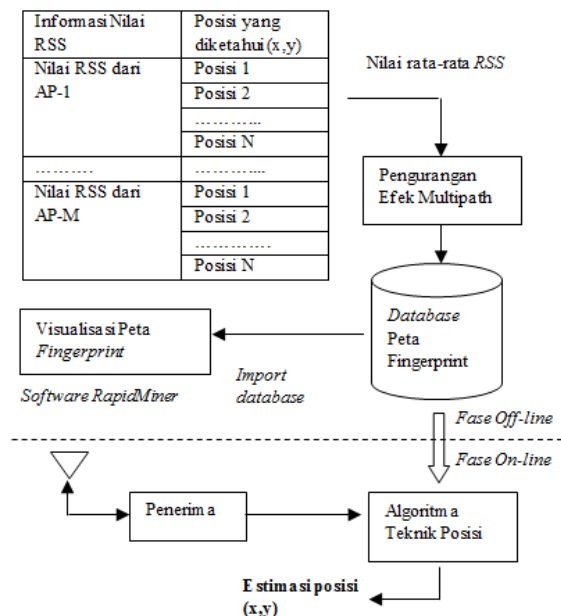 Informasi Nilai
RSS
Posisi yang
diketahui (x,y)
Nilai RSS dari
AP-1
Posisi 1
Posisi 2
…………...
Posisi N
……….
…………....
Nilai RSS dari
AP-M
Posisi 1
Posisi 2
………….
Posisi N
Nilai rata-rata RSS
Pengurangan
Efek Multipath
Database
Peta
Fingerprint
Visualisasi Peta
Fingerprint
Software RapidMiner
Import
database
Fase Off-line
Fase On-line
Penerima
Algoritma
Teknik Posisi
Estimasi posisi
(x,y)